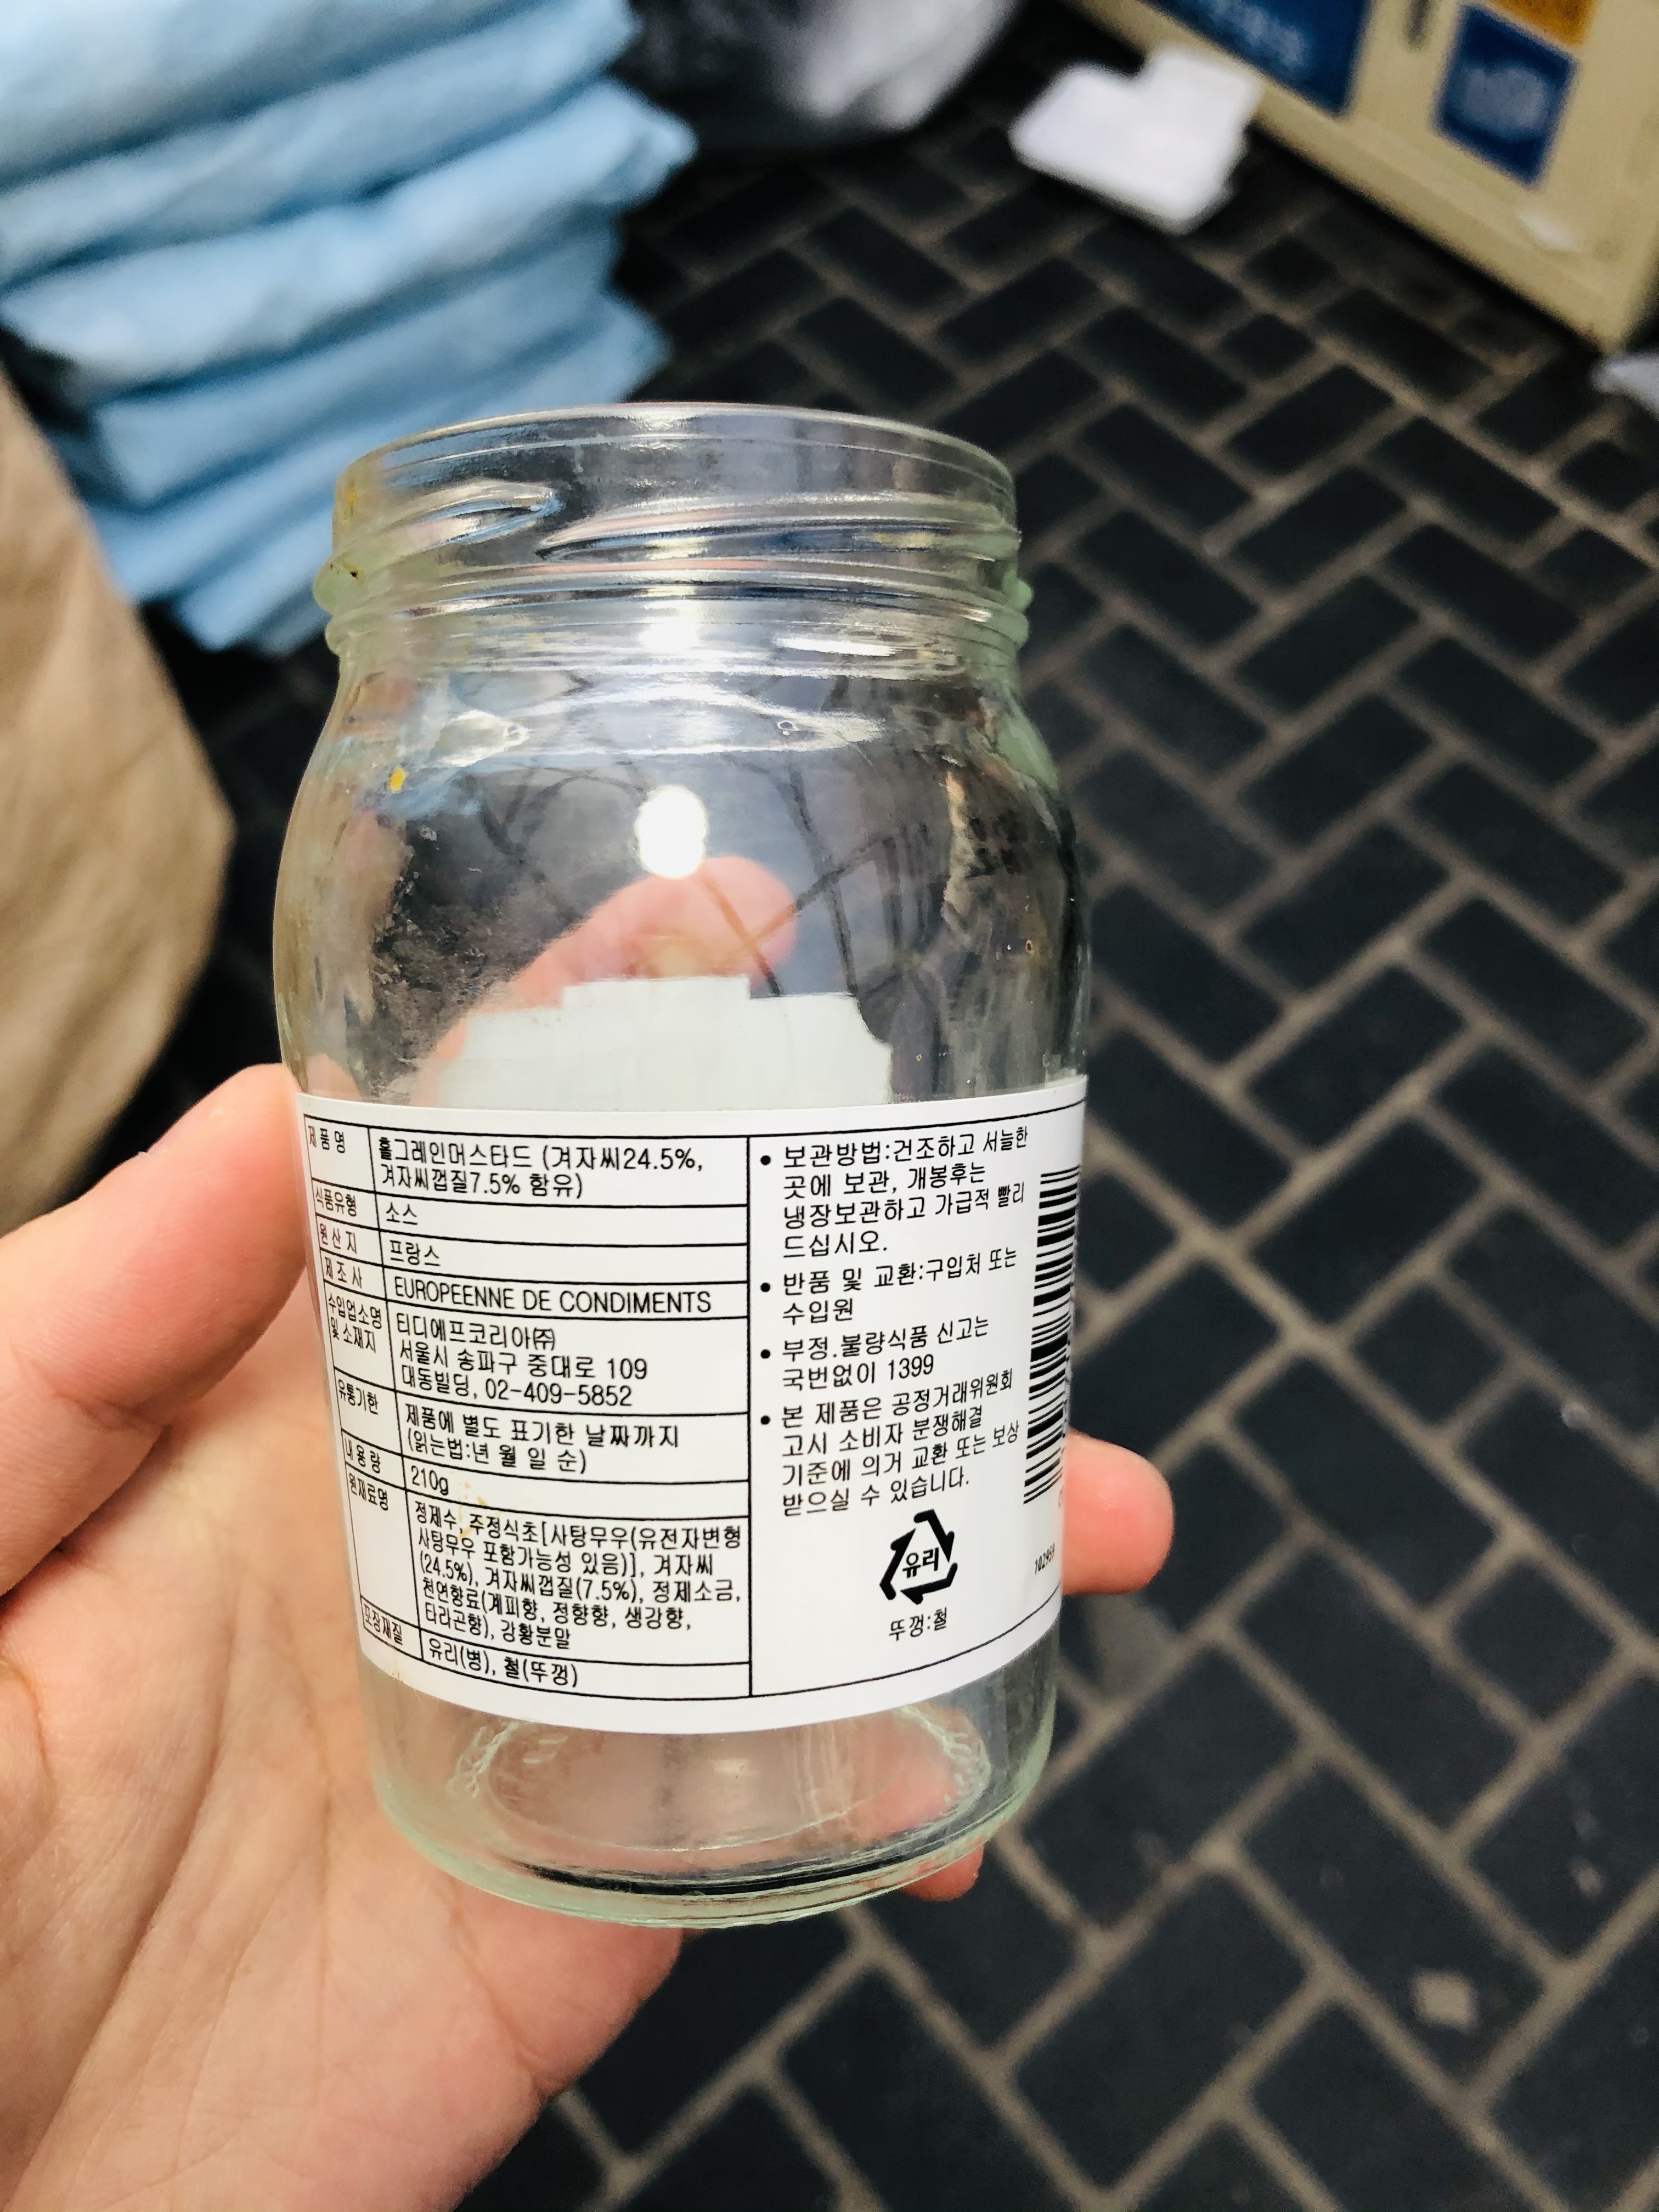 제품명
홀그레인머스타드 (겨자씨24.5%,
겨자씨껍질7.5% 함유)
식품유형
소스
원산지
프랑스
제조사
EUROPEENNE DE CONDIMENTS
수입업소명
및 소재지
티디에프코리아㈜
서울시 송파구 중대로 109
대동빌딩, 02-409-5852
유통기한
제품에 별도 표기한 날짜까지
(읽는법:년 월 일 순)
내용량
210g
원재료명
정제수, 주정식초[사탕무우(유전자변형
사탕무우 포함가능성 있음)], 겨자씨
(24.5%), 겨자씨껍질(7.5%), 정제소금,
천연향료(계피향, 정향향, 생강향,
타라곤향), 강황분말
포장재질
유리(병), 철(뚜껑)
• 보관방법:건조하고 서늘한
곳에 보관, 개봉후는
냉장보관하고 가급적 빨리
드십시오.
• 반품 및 교환:구입처 또는
수입원
• 부정.불량식품 신고는
국번없이 1399
• 본 제품은 공정거래위원회
고시 소비자 분쟁해결
기준에 의거 교환 또는 보상
받으실 수 있습니다.
유리
뚜껑:철